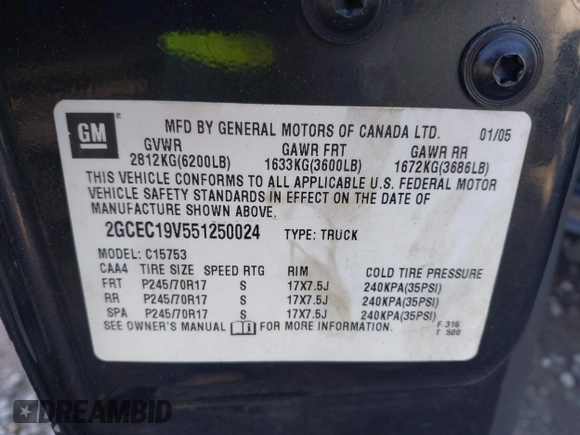 GM
MFD BY GENERAL MOTORS OF CANADA LTD. 01/05
GVWR GAWR FRT GAWR RR
2812KG(6200LB) 1633KG(3600LB) 1672KG(3686LB)
THIS VEHICLE CONFORMS TO ALL APPLICABLE U.S. FEDERAL MOTOR
VEHICLE SAFETY STANDARDS IN EFFECT ON THE DATE OF
MANUFACTURE SHOWN ABOVE.
2GCEC19V551250024 TYPE: TRUCK
MODEL: C15753
CAA4 TIRE SIZE SPEED RTG RIM COLD TIRE PRESSURE
FRT P245/70R17 S 17X7.5J 240KPA(35PSI)
RR P245/70R17 S 17X7.5J 240KPA(35PSI)
SPA P245/70R17 S 17X7.5J 240KPA(35PSI)
SEE OWNER'S MANUAL FOR MORE INFORMATION.
F 316
T 500
DREAMBID